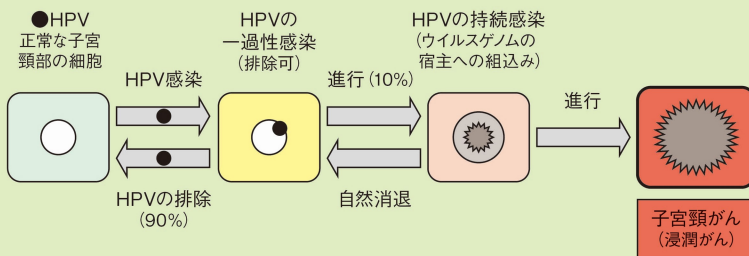 ●HPV
正常な子宮
頸部の細胞
HPV感染
HPVの排除
(90%)
HPVの
一過性感染
(排除可)
進行(10%)
自然消退
HPVの持続感染
(ウイルスゲノムの
宿主への組込み)
進行
子宮頸がん
(浸潤がん)